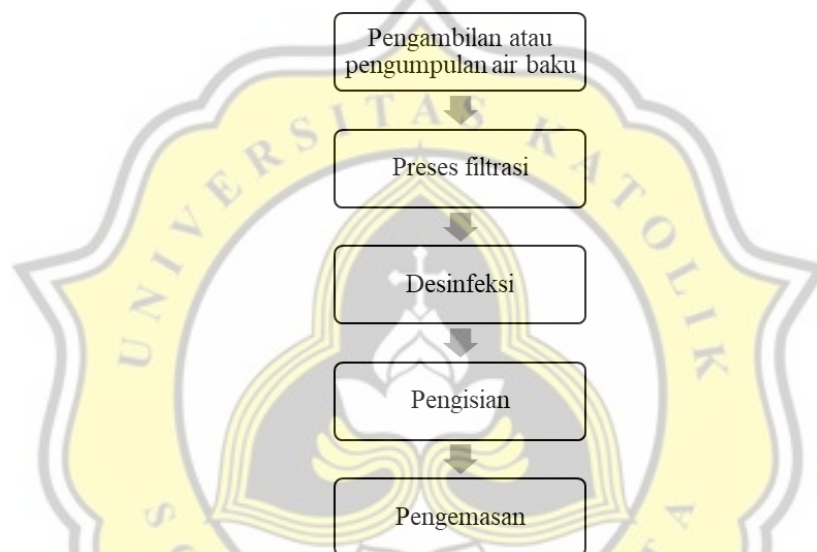 Pengambilan atau
pengumpulan air baku
Preses filtrasi
Desinfeksi
Pengisian
Pengemasan
UNIVERSITAS KATOLIK